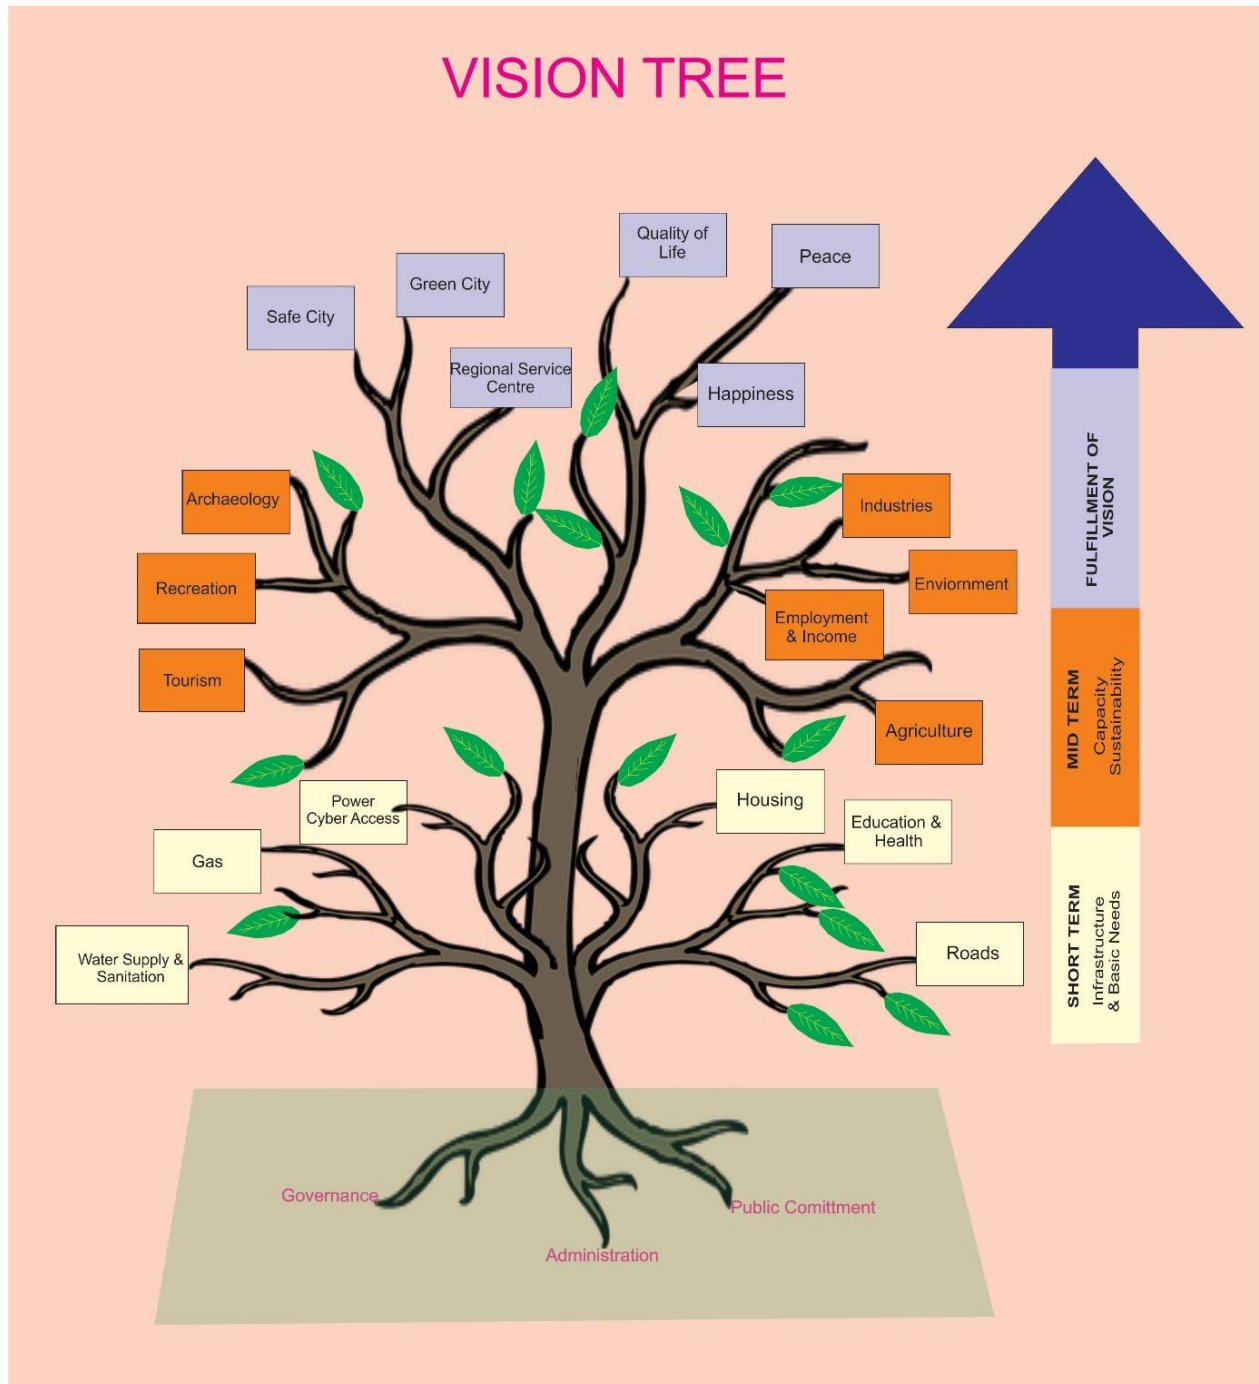 VISION TREE
Quality of
Life
Peace
Green City
Safe City
Regional Service
Centre
Happiness
Archaeology
Industries
Recreation
Enviornment
Employment
& Income
Tourism
Agriculture
Power
Cyber Access
Housing
Education &
Health
Gas
Water Supply &
Sanitation
Roads
FULFILLMENT OF
VISION
MID TERM
Capacity
Sustainability
SHORT TERM
Infrastructure
& Basic Needs
Governance
Public Comittment
Administration